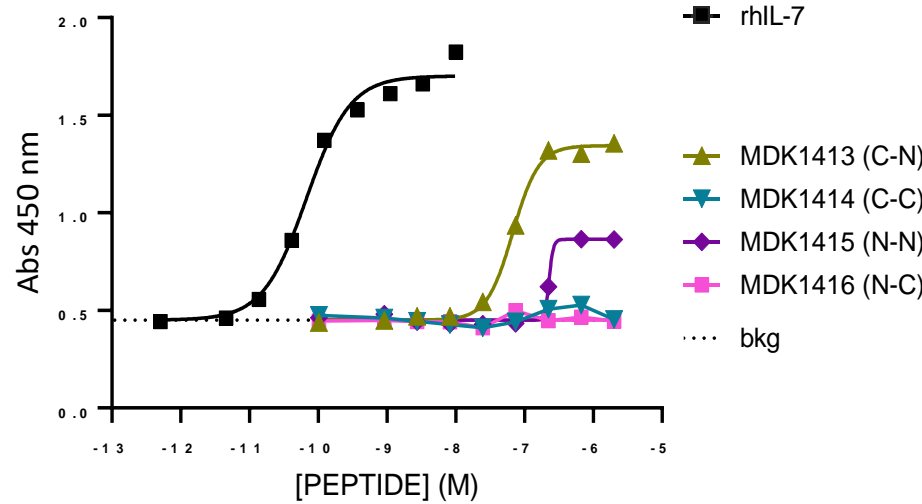 2.0
1.5
1.0
0.5
0.0
Abs 450 nm
-13 -12 -11 -10 -9 -8 -7 -6 -5
[PEPTIDE] (M)
rhIL-7
MDK1413 (C-N)
MDK1414 (C-C)
MDK1415 (N-N)
MDK1416 (N-C)
bkg